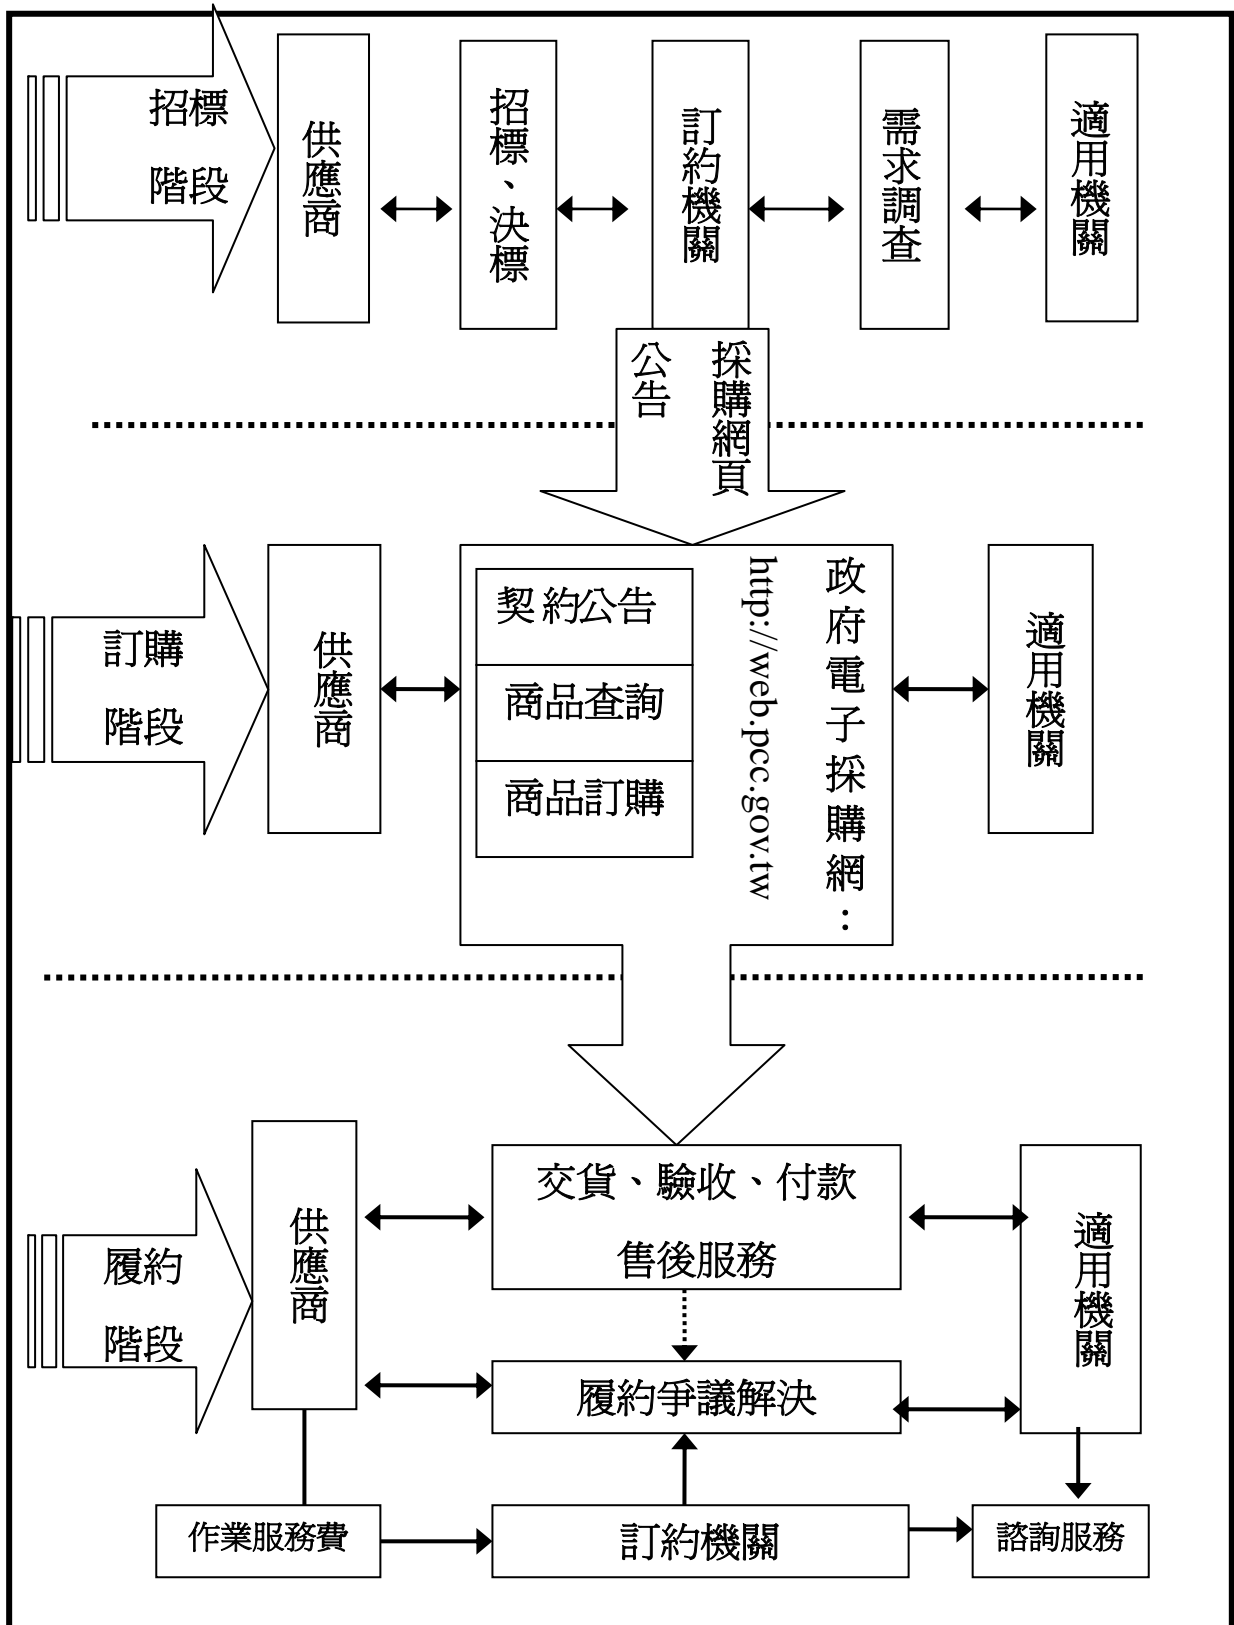 招標
階段
供應商
招標、決標
訂約機關
需求調查
適用機關
採購網頁
公告
訂購
階段
供應商
契約公告
商品查詢
商品訂購
政府電子採購網：
http://web.pcc.gov.tw
適用機關
履約
階段
供應商
交貨、驗收、付款
售後服務
適用機關
履約爭議解決
作業服務費
訂約機關
諮詢服務